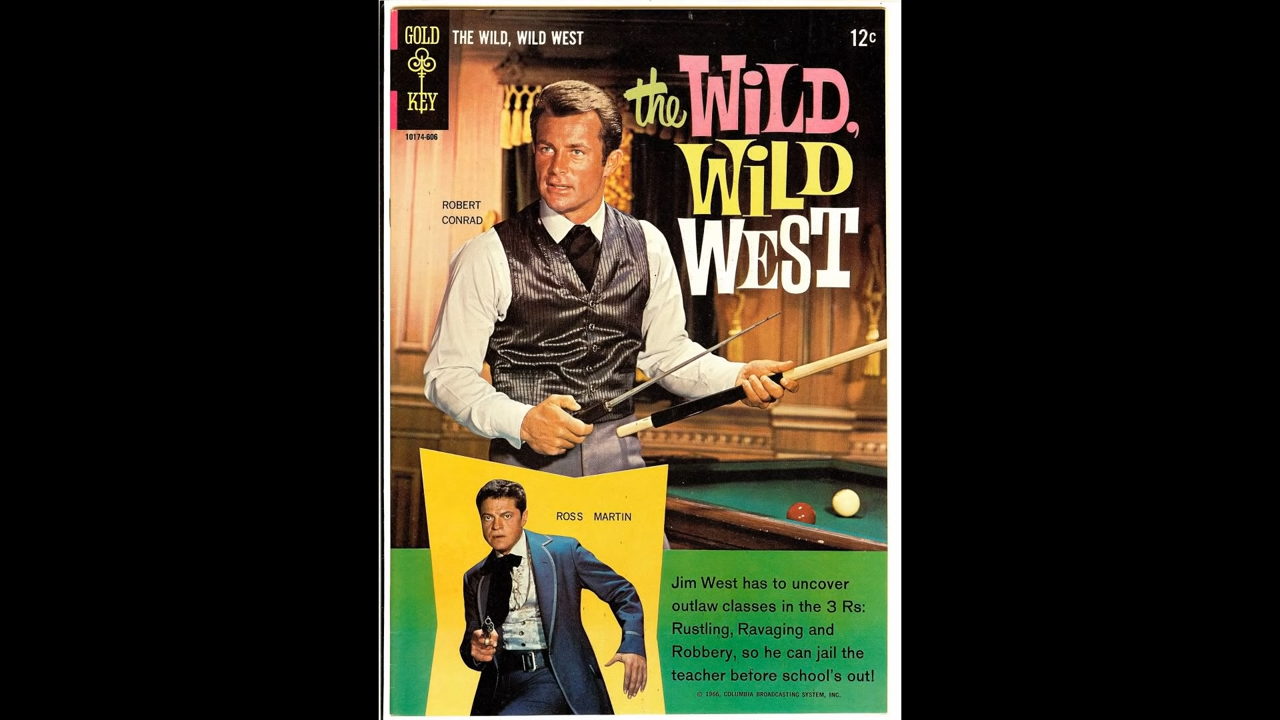 GOLD
KEY
THE WILD, WILD WEST
12c
10174-606
the WiLD,
WiLD
WEST
ROBERT
CONRAD
ROSS MARTIN
Jim West has to uncover
outlaw classes in the 3 Rs:
Rustling, Ravaging and
Robbery, so he can jail the
teacher before school's out!
© 1966, COLUMBIA BROADCASTING SYSTEM, INC.